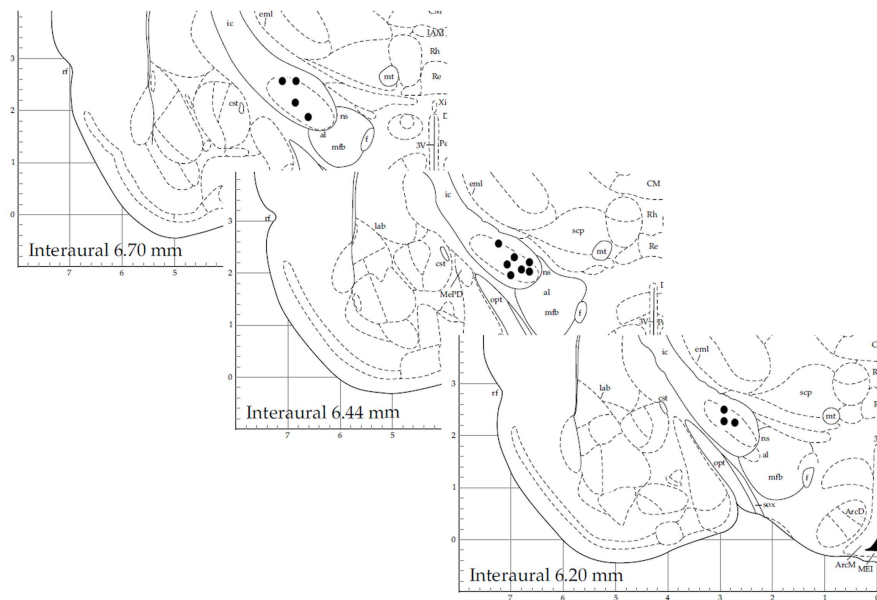 eml
CM
ic
IAM
3
Rh
rf
mt
Re
2
cst
Xi
ns
D
al
f
1
mfb
3V
Pe
0
Interaural 6.70 mm
7
6
5
eml
CM
ic
Rh
3
rf
lab
scp
Re
mt
cst
2
ns
MePD
opt
al
mfb
f
1
3V
0
Interaural 6.44 mm
7
6
5
ic
eml
C
R
3
rf
lab
scp
cst
mt
2
ns
3
opt
al
mfb
f
1
sox
ArcD
0
ArcM
MEI
Interaural 6.20 mm
7
6
5
4
3
2
1
0